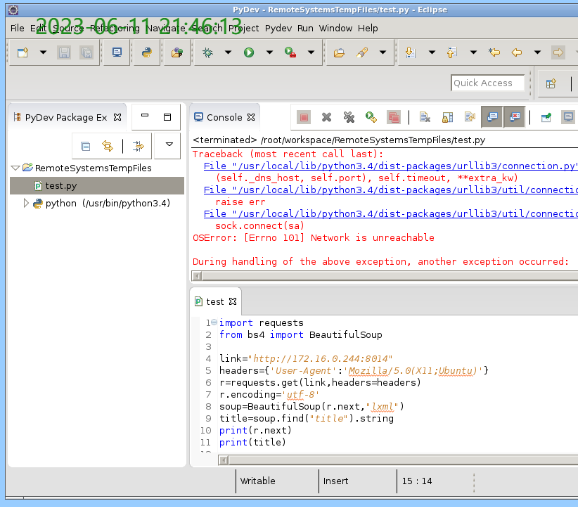 PyDev - RemoteSystemsTempFiles/test.py - Eclipse
2023-06-11 21:46:13
File Edit Source Refactoring Navigate Search Project Pydev Run Window Help
Quick Access
PyDev Package Ex
Console
<terminated> /root/workspace/RemoteSystemsTempFiles/test.py
Traceback (most recent call last):
File "/usr/local/lib/python3.4/dist-packages/urllib3/connection.py"
(self._dns_host, self.port), self.timeout, **extra_kw)
File "/usr/local/lib/python3.4/dist-packages/urllib3/util/connectio
raise err
File "/usr/local/lib/python3.4/dist-packages/urllib3/util/connectio
sock.connect(sa)
OSError: [Errno 101] Network is unreachable
During handling of the above exception, another exception occurred:
RemoteSystemsTempFiles
test.py
python (/usr/bin/python3.4)
test
1 import requests
2 from bs4 import BeautifulSoup
3
4 link="http://172.16.0.244:8014"
5 headers={'User-Agent':'Mozilla/5.0(X11;Ubuntu)'}
6 r=requests.get(link,headers=headers)
7 r.encoding='utf-8'
8 soup=BeautifulSoup(r.next,'lxml')
9 title=soup.find("title").string
10 print(r.next)
11 print(title)
Writable
Insert
15 : 14